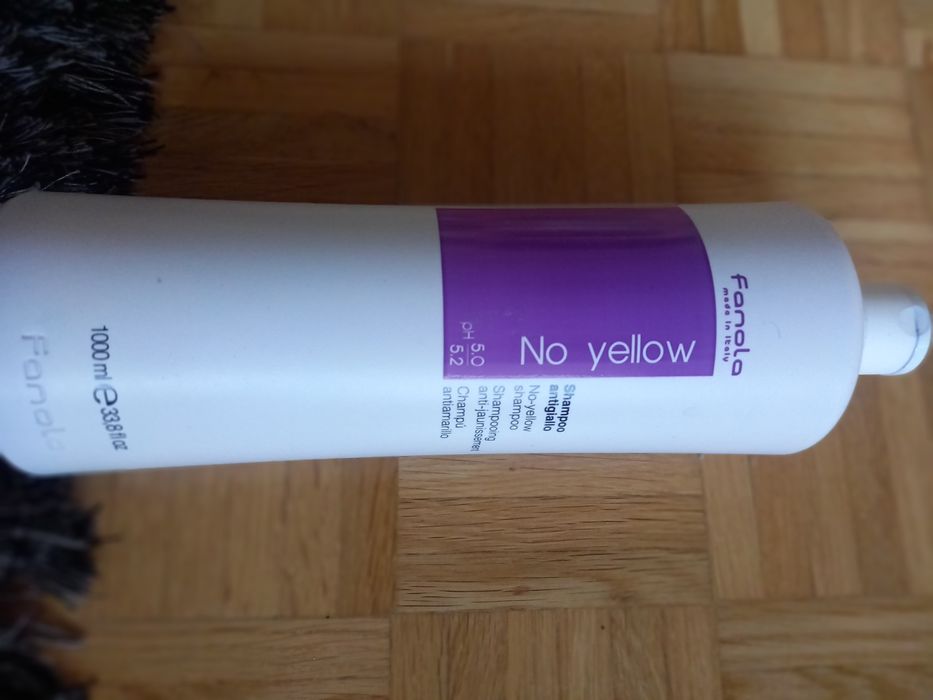 fanola
made in italy
No yellow
pH 5.0
5.2
Shampoo
antigiallo
No-yellow
shampoo
Shampooing
anti-jaunissement
Champú
antiamarillo
1000 ml e 33,8 fl oz
Fanola